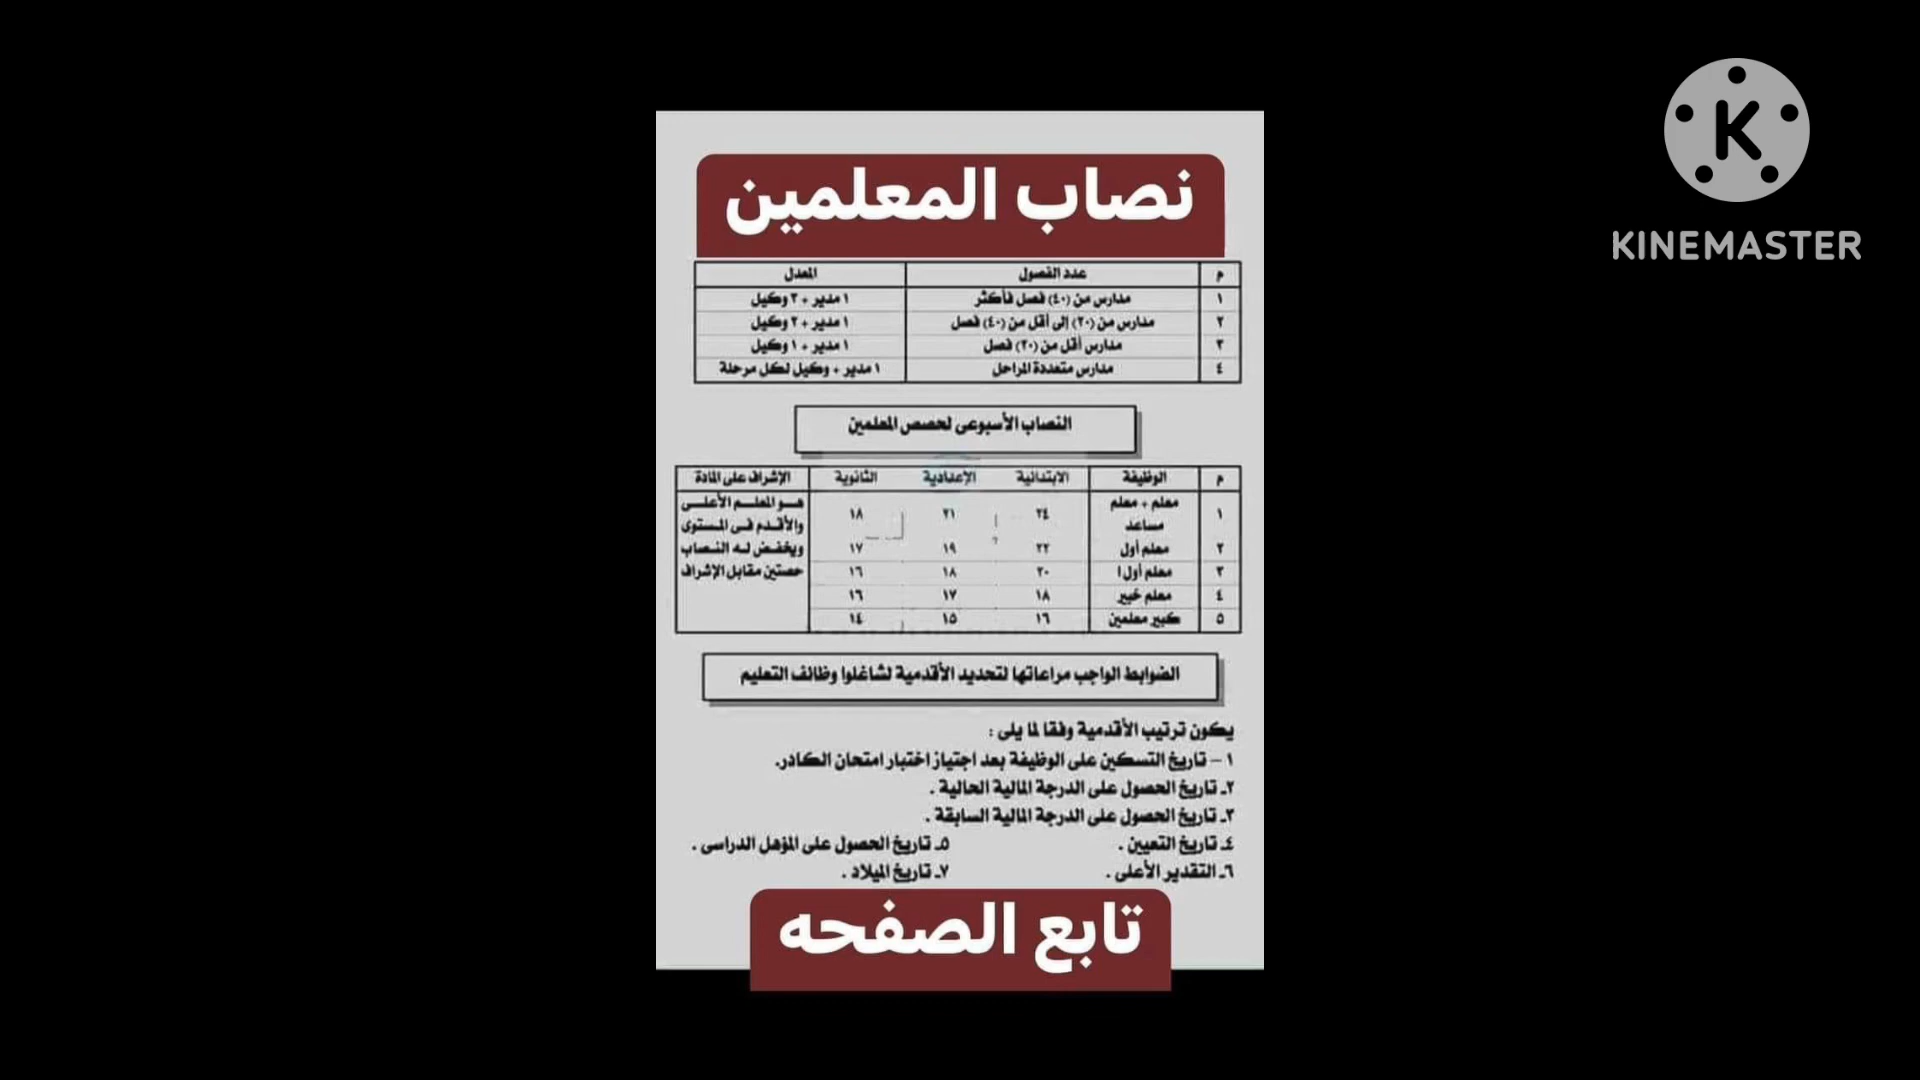 نصاب المعلمين
KINEMASTER
م عدد الفصول المعدل
١ مدارس من (٤٠) فصل فأكثر ١ مدير + ٣ وكيل
٢ مدارس من (٢٠) إلى أقل من (٤٠) فصل ١ مدير + ٢ وكيل
٣ مدارس أقل من (٢٠) فصل ١ مدير + ١ وكيل
٤ مدارس متعددة المراحل ١ مدير + وكيل لكل مرحلة
النصاب الأسبوعى لحصص المعلمين
م الوظيفة الابتدائية الإعدادية الثانوية الإشراف على المادة
١ معلم + معلم مساعد ٢٤ ٢١ ١٨ هو المعلم الأعلى والأقدم فى المستوى ويخفض له النصاب حصتين مقابل الإشراف
٢ معلم أول ٢٢ ١٩ ١٧
٣ معلم أول ا ٢٠ ١٨ ١٦
٤ معلم خبير ١٨ ١٧ ١٦
٥ كبير معلمين ١٦ ١٥ ١٤
الضوابط الواجب مراعاتها لتحديد الأقدمية لشاغلوا وظائف التعليم
يكون ترتيب الأقدمية وفقا لما يلى :
١ – تاريخ التسكين على الوظيفة بعد اجتياز اختبار امتحان الكادر.
٢ـ تاريخ الحصول على الدرجة المالية الحالية .
٣ـ تاريخ الحصول على الدرجة المالية السابقة .
٤ـ تاريخ التعيين . ٥ـ تاريخ الحصول على المؤهل الدراسى .
٦ـ التقدير الأعلى . ٧ـ تاريخ الميلاد .
تابع الصفحه